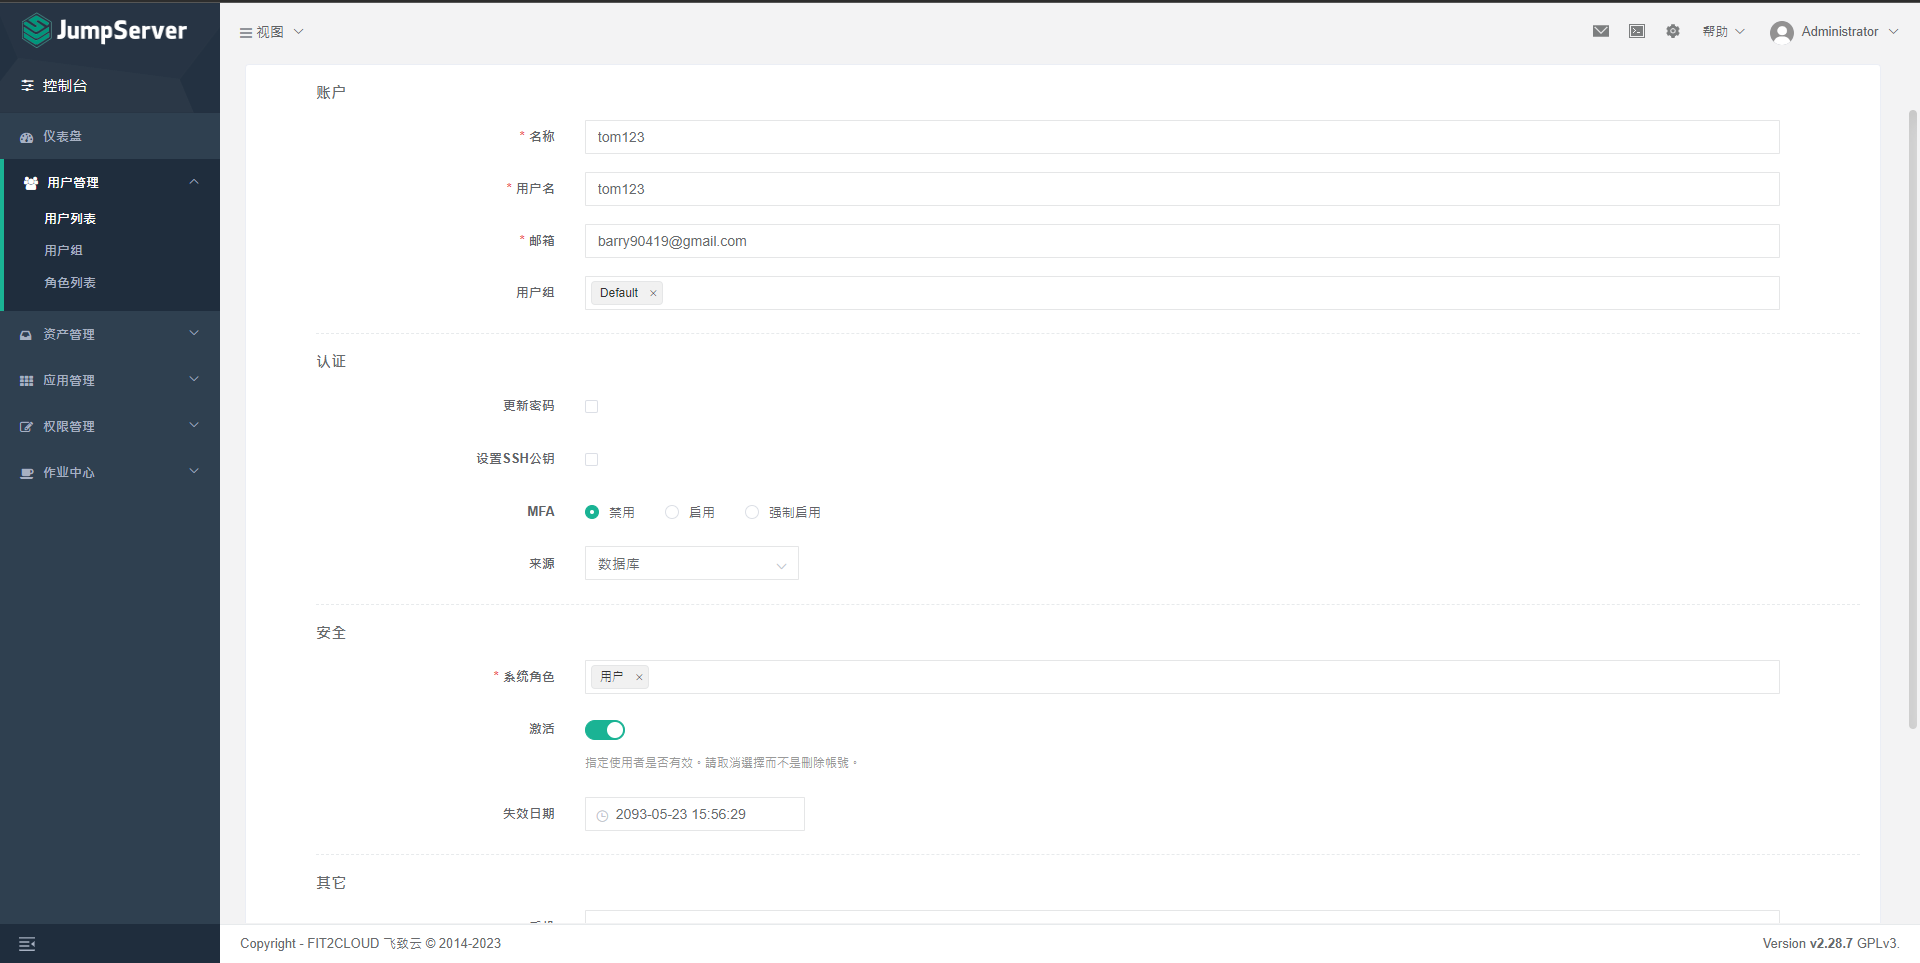 JumpServer
控制台
仪表盘
用户管理
用户列表
用户组
角色列表
资产管理
应用管理
权限管理
作业中心
视图
帮助
Administrator
账户
* 名称
tom123
* 用户名
tom123
* 邮箱
barry90419@gmail.com
用户组
Default ×
认证
更新密码
设置SSH公钥
MFA
禁用
启用
强制启用
来源
数据库
安全
* 系统角色
用户 ×
激活
指定使用者是否有效。請取消選擇而不是刪除帳號。
失效日期
2093-05-23 15:56:29
其它
Copyright - FIT2CLOUD 飞致云 © 2014-2023
Version v2.28.7 GPLv3.